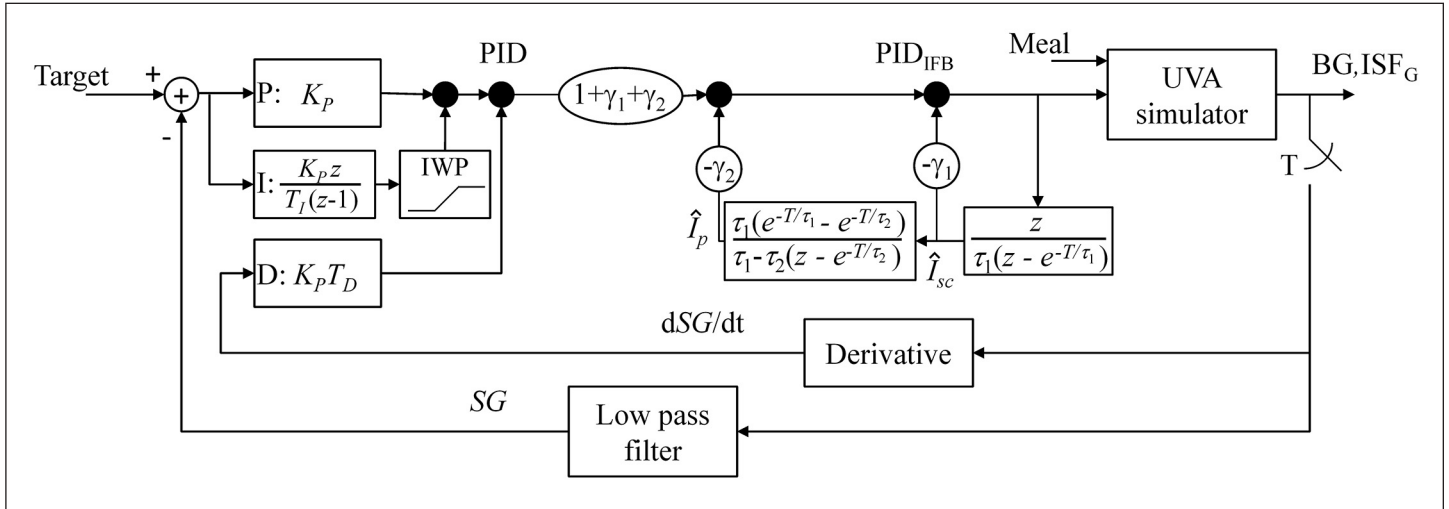 Target
+
+
-
P: K_P
I: K_P z / T_I(z-1)
IWP
D: K_P T_D
PID
1+γ₁+γ₂
-γ₂
Î_p
τ₁(e^{-T/τ₁} - e^{-T/τ₂}) / τ₁-τ₂(z - e^{-T/τ₂})
PID_IFB
-γ₁
Î_sc
z / τ₁(z - e^{-T/τ₁})
Meal
UVA
simulator
BG,ISF_G
T
dSG/dt
Derivative
SG
Low pass
filter